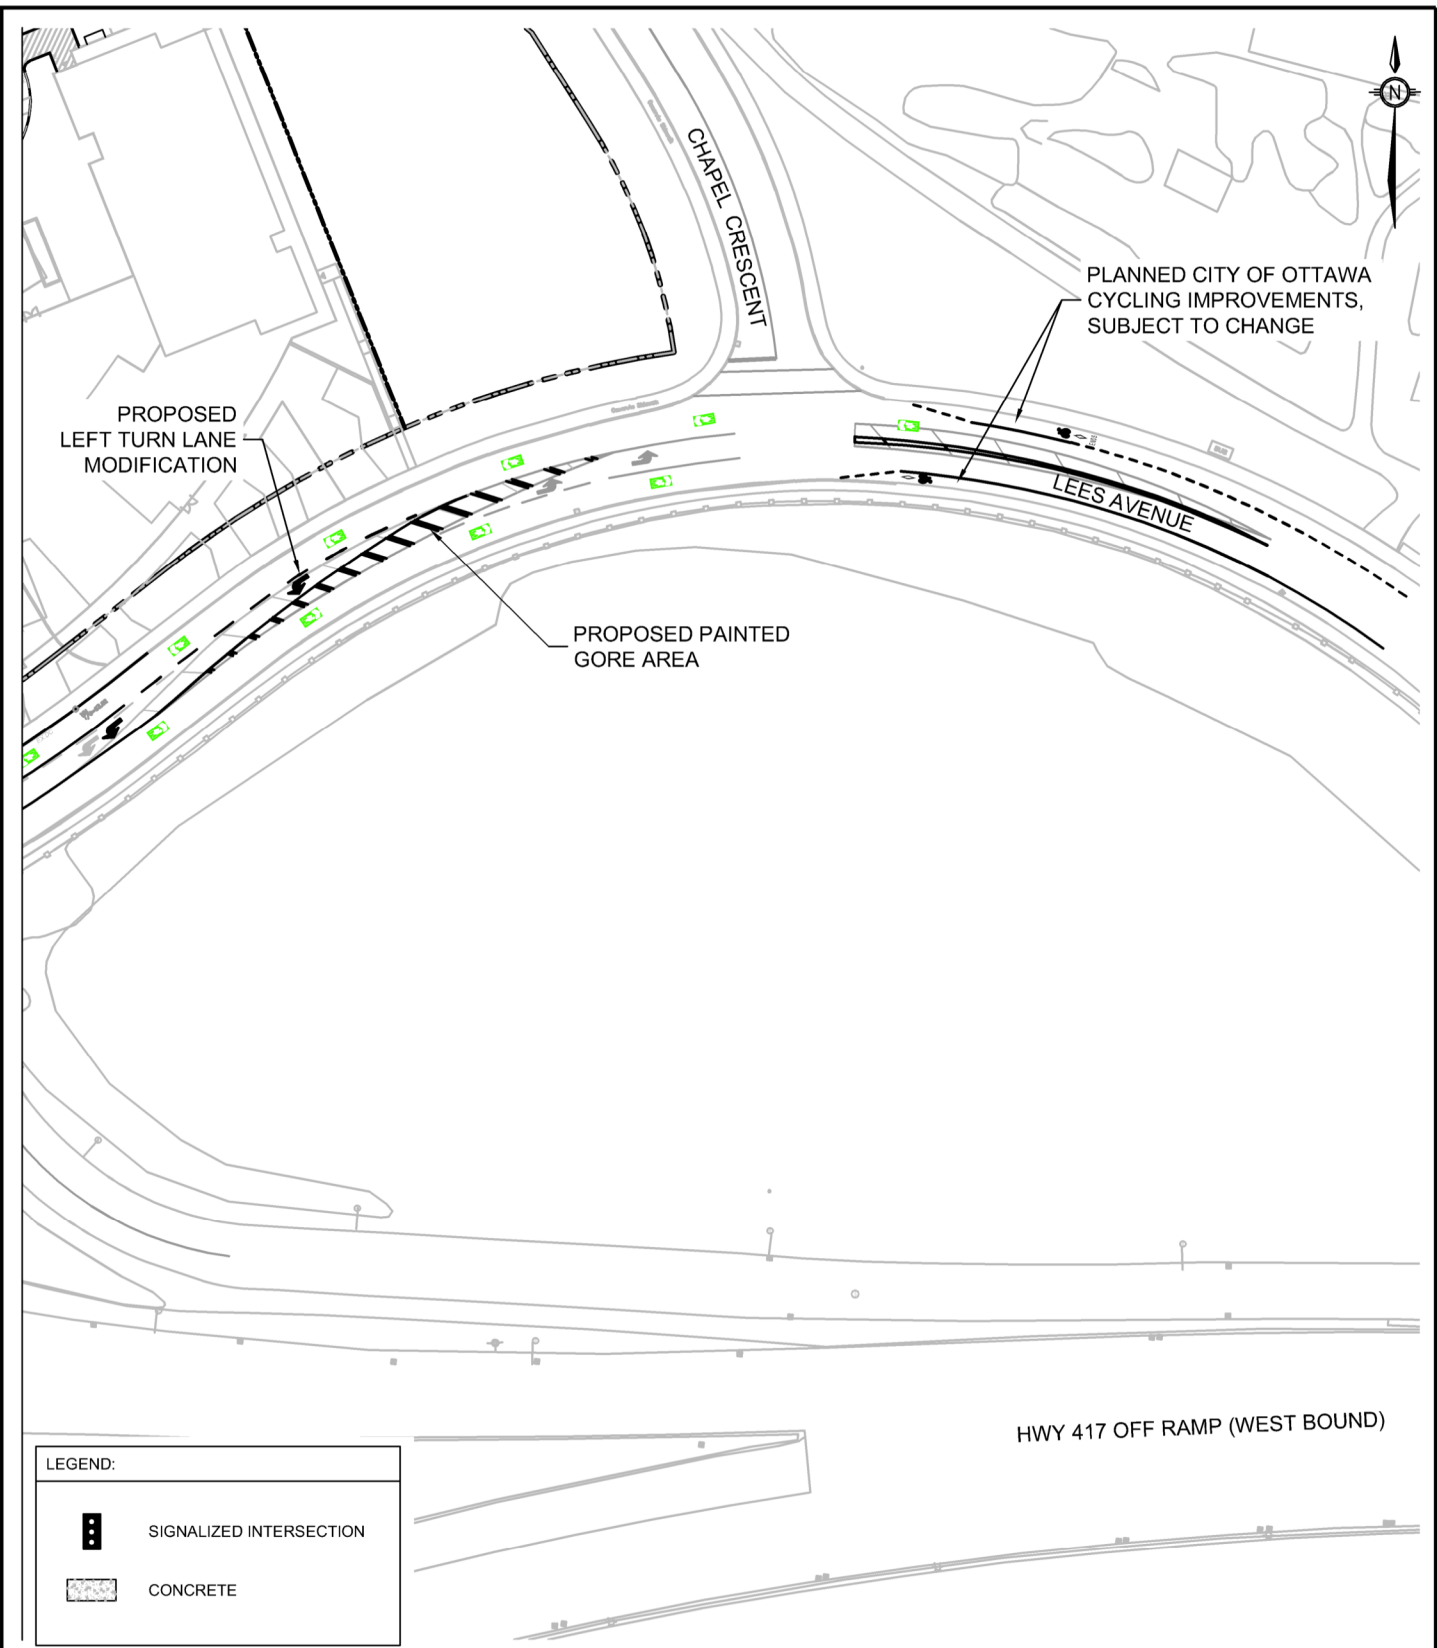 N
CHAPEL CRESCENT
PLANNED CITY OF OTTAWA
CYCLING IMPROVEMENTS,
SUBJECT TO CHANGE
PROPOSED
LEFT TURN LANE
MODIFICATION
LEES AVENUE
PROPOSED PAINTED
GORE AREA
HWY 417 OFF RAMP (WEST BOUND)
LEGEND:
SIGNALIZED INTERSECTION
CONCRETE